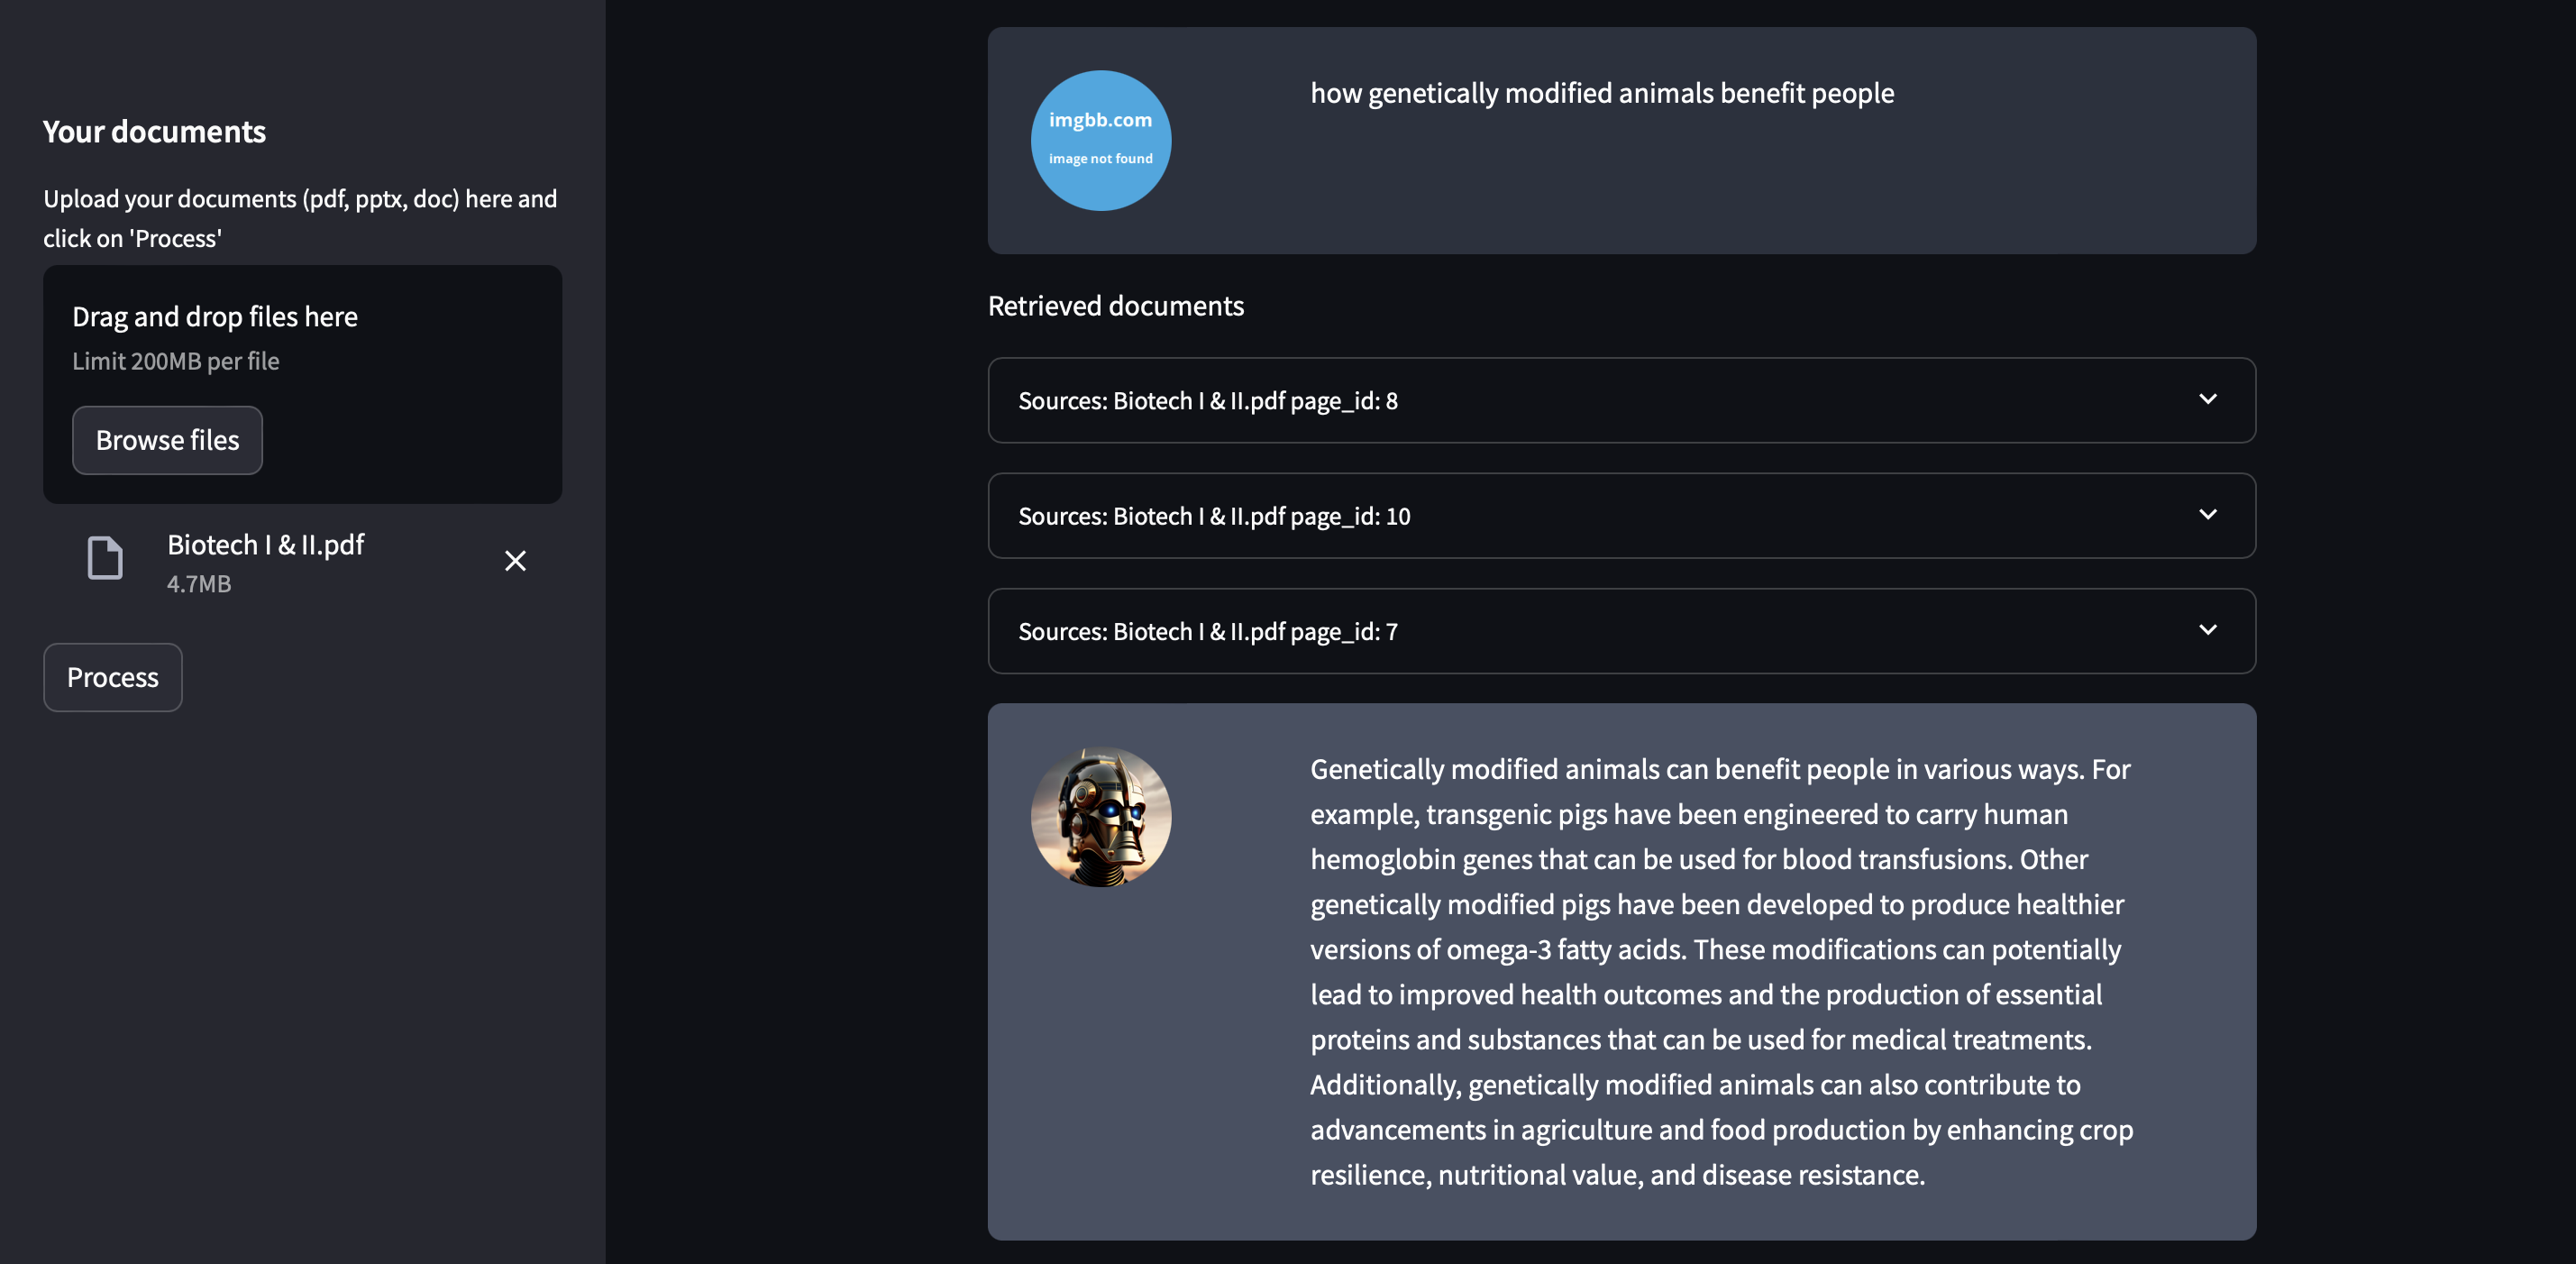 Your documents
Upload your documents (pdf, pptx, doc) here and
click on 'Process'
Drag and drop files here
Limit 200MB per file
Browse files
Biotech I & II.pdf
4.7MB
Process
imgbb.com
image not found
how genetically modified animals benefit people
Retrieved documents
Sources: Biotech I & II.pdf page_id: 8
Sources: Biotech I & II.pdf page_id: 10
Sources: Biotech I & II.pdf page_id: 7
Genetically modified animals can benefit people in various ways. For
example, transgenic pigs have been engineered to carry human
hemoglobin genes that can be used for blood transfusions. Other
genetically modified pigs have been developed to produce healthier
versions of omega-3 fatty acids. These modifications can potentially
lead to improved health outcomes and the production of essential
proteins and substances that can be used for medical treatments.
Additionally, genetically modified animals can also contribute to
advancements in agriculture and food production by enhancing crop
resilience, nutritional value, and disease resistance.